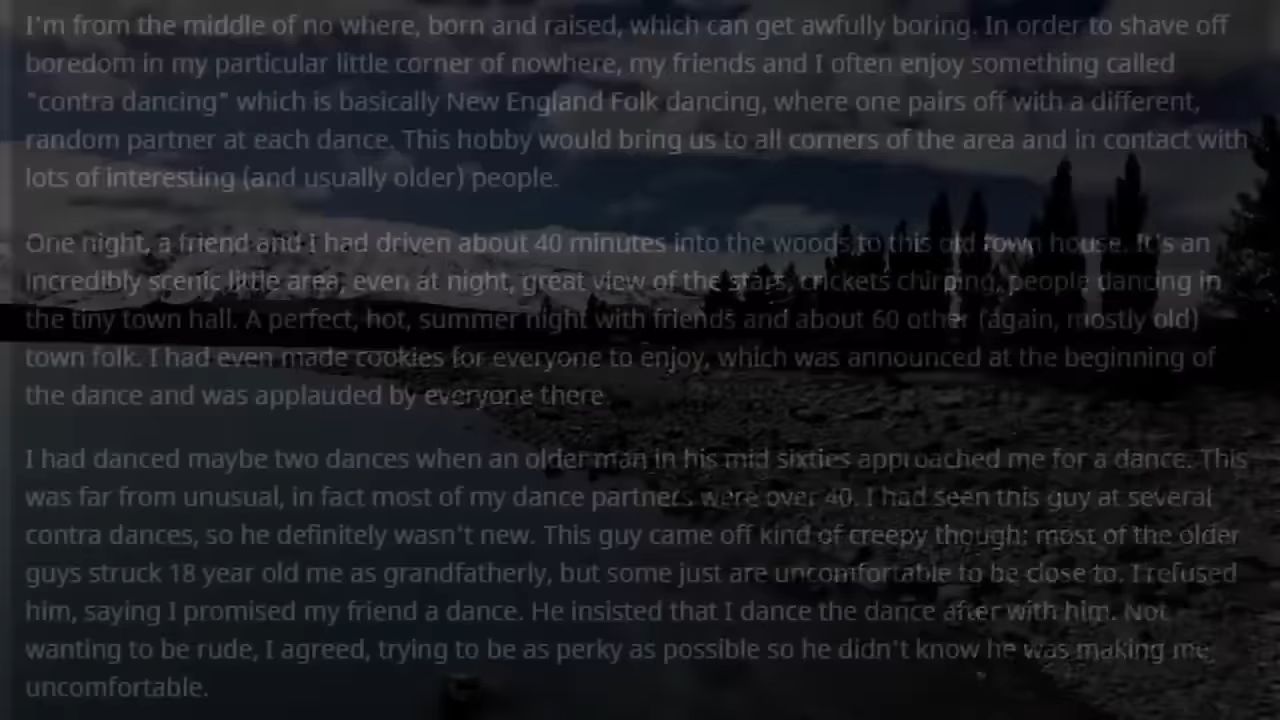 I'm from the middle of no where, born and raised, which can get awfully boring. In order to shave off
boredom in my particular little corner of nowhere, my friends and I often enjoy something called
"contra dancing" which is basically New England Folk dancing, where one pairs off with a different,
random partner at each dance. This hobby would bring us to all corners of the area and in contact with
lots of interesting (and usually older) people.
One night, a friend and I had driven about 40 minutes into the woods to this old town house. It's an
incredibly scenic little area, even at night, great view of the stars, crickets chirping, people dancing in
the tiny town hall. A perfect, hot, summer night with friends and about 60 other (again, mostly old)
town folk. I had even made cookies for everyone to enjoy, which was announced at the beginning of
the dance and was applauded by everyone there.
I had danced maybe two dances when an older man in his mid sixties approached me for a dance. This
was far from unusual, in fact most of my dance partners were over 40. I had seen this guy at several
contra dances, so he definitely wasn't new. This guy came off kind of creepy though; most of the older
guys struck 18 year old me as grandfatherly, but some just are uncomfortable to be close to. I refused
him, saying I promised my friend a dance. He insisted that I dance the dance after with him. Not
wanting to be rude, I agreed, trying to be as perky as possible so he didn't know he was making me
uncomfortable.